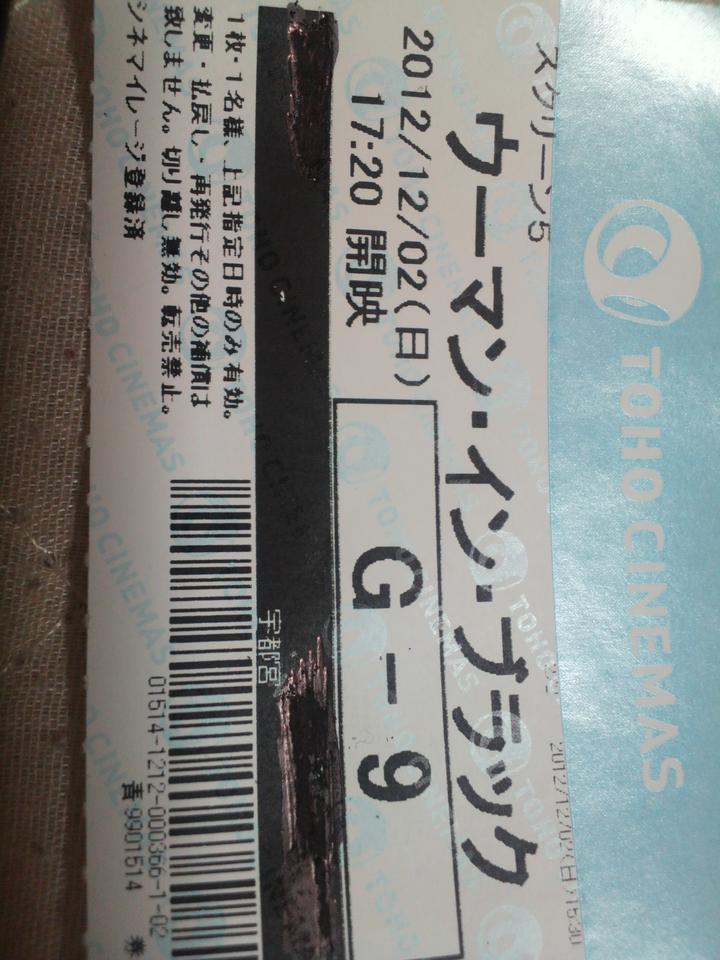 TOHO CINEMAS
スクリーン5
2012/12/02(日)15:30
ウーマン・イン・ブラック
2012/12/02(日)
17:20 開映
G-9
宇都宮
1枚・1名様、上記指定日時のみ有効。
変更・払戻し・再発行その他の補償は
致しません。切り離し無効。転売禁止。
シネマイレージ登録済
01514-1212-0000366-1-02
9901514